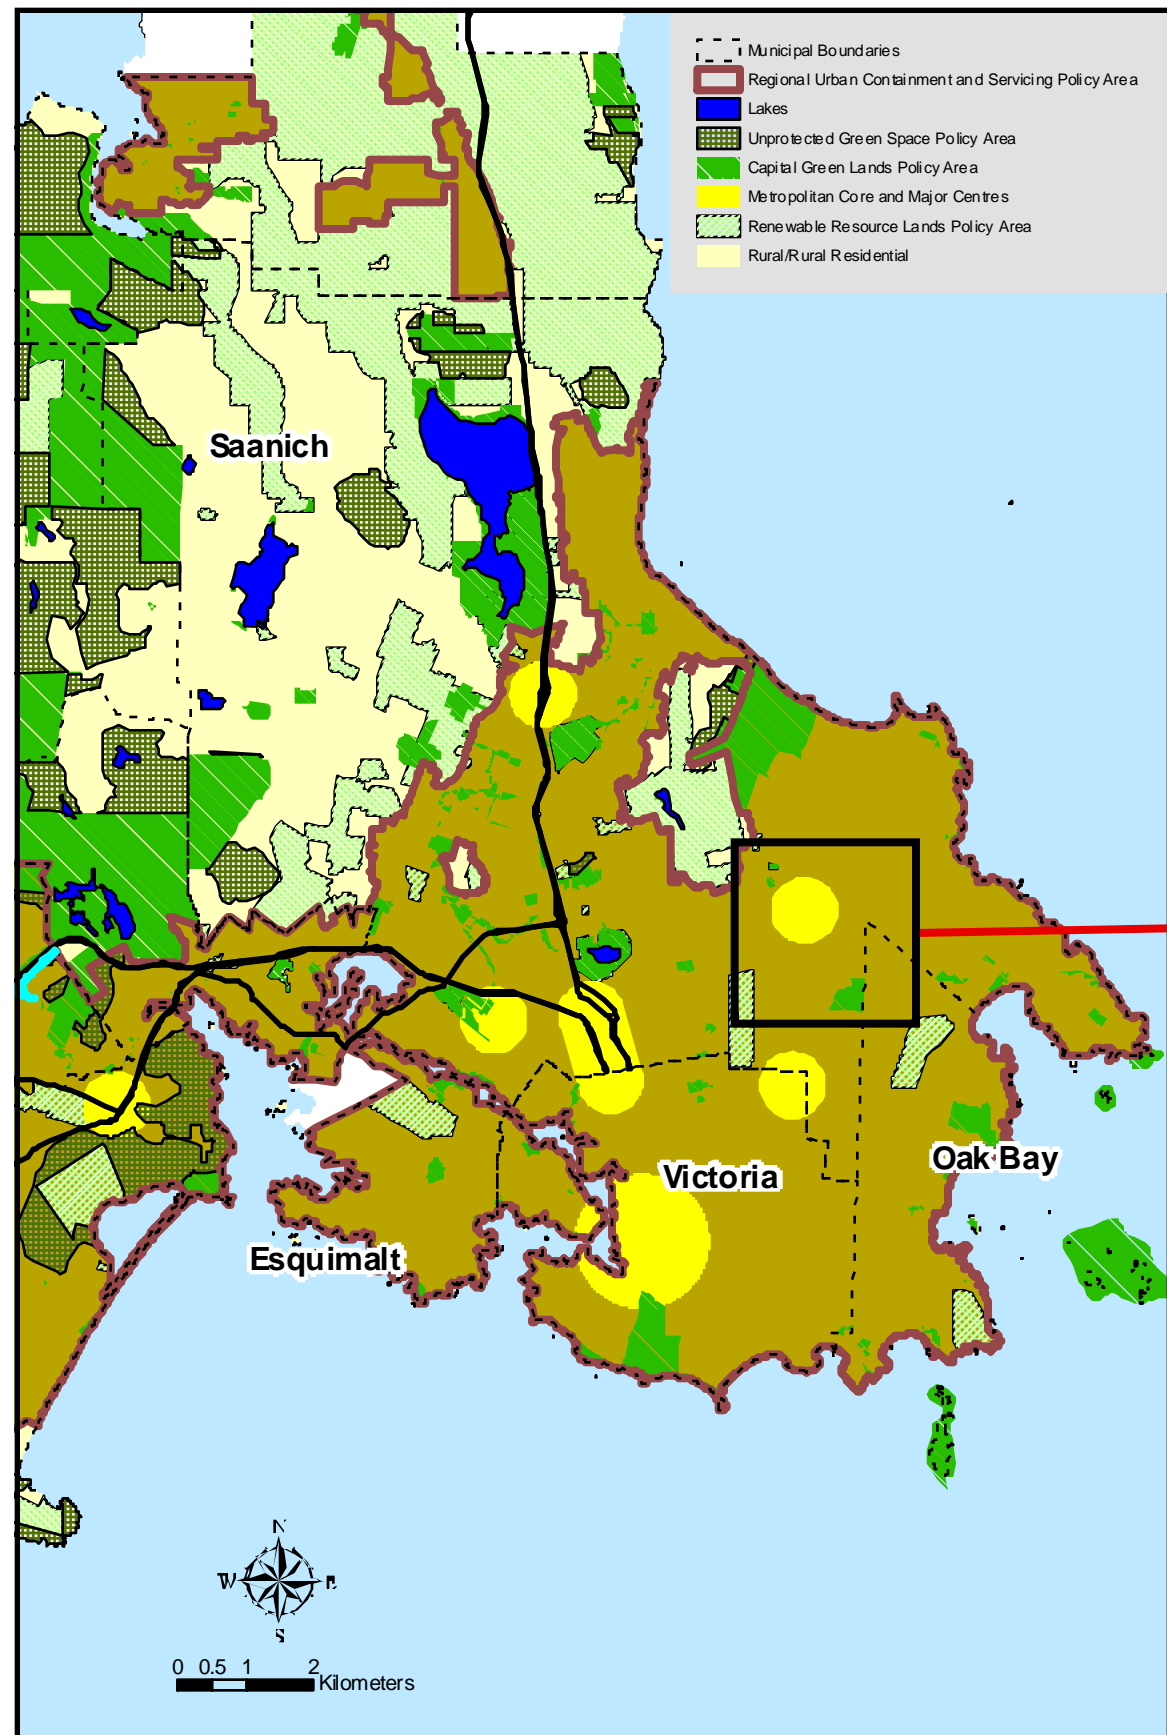 Municipal Boundaries
Regional Urban Containment and Servicing Policy Area
Lakes
Unprotected Green Space Policy Area
Capital Green Lands Policy Area
Metropolitan Core and Major Centres
Renewable Resource Lands Policy Area
Rural/Rural Residential
Saanich
Oak Bay
Victoria
Esquimalt
N
W E
S
0 0.5 1 2
Kilometers